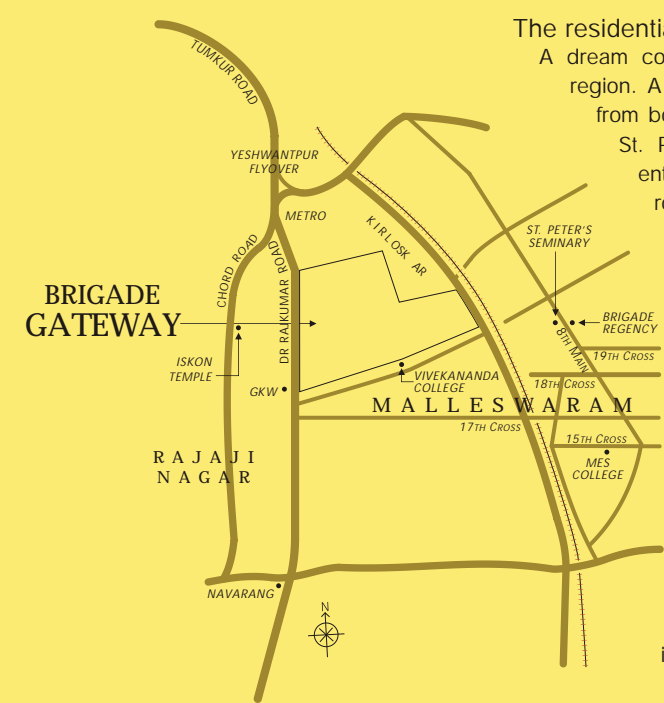 The residentia
A dream co
region. A
from be
St. P
ent
re
TUMKUR ROAD
YESHWANTPUR
FLYOVER
METRO
KIRLOSKAR
ST. PETER'S
SEMINARY
CHORD ROAD
DR RAJKUMAR ROAD
BRIGADE
GATEWAY
BRIGADE
REGENCY
8TH MAIN
19TH CROSS
ISKON
TEMPLE
GKW
VIVEKANANDA
COLLEGE
18TH CROSS
MALLESWARAM
17TH CROSS
15TH CROSS
MES
COLLEGE
RAJAJI
NAGAR
NAVARANG
N
i